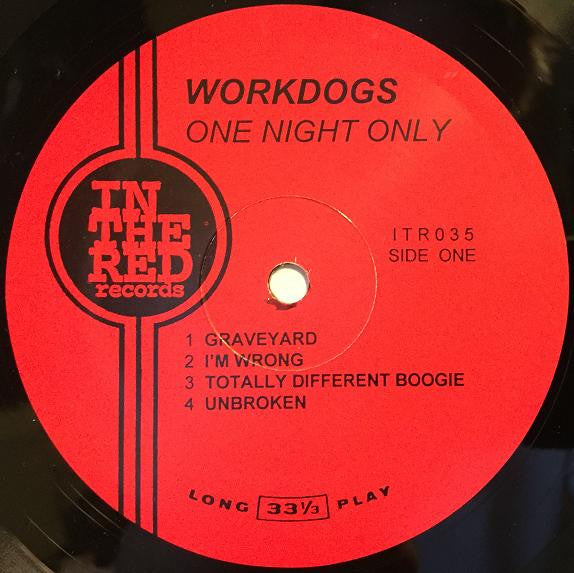 WORKDOGS
ONE NIGHT ONLY
IN
THE
RED
records
ITR035
SIDE ONE
1 GRAVEYARD
2 I'M WRONG
3 TOTALLY DIFFERENT BOOGIE
4 UNBROKEN
LONG 33⅓ PLAY